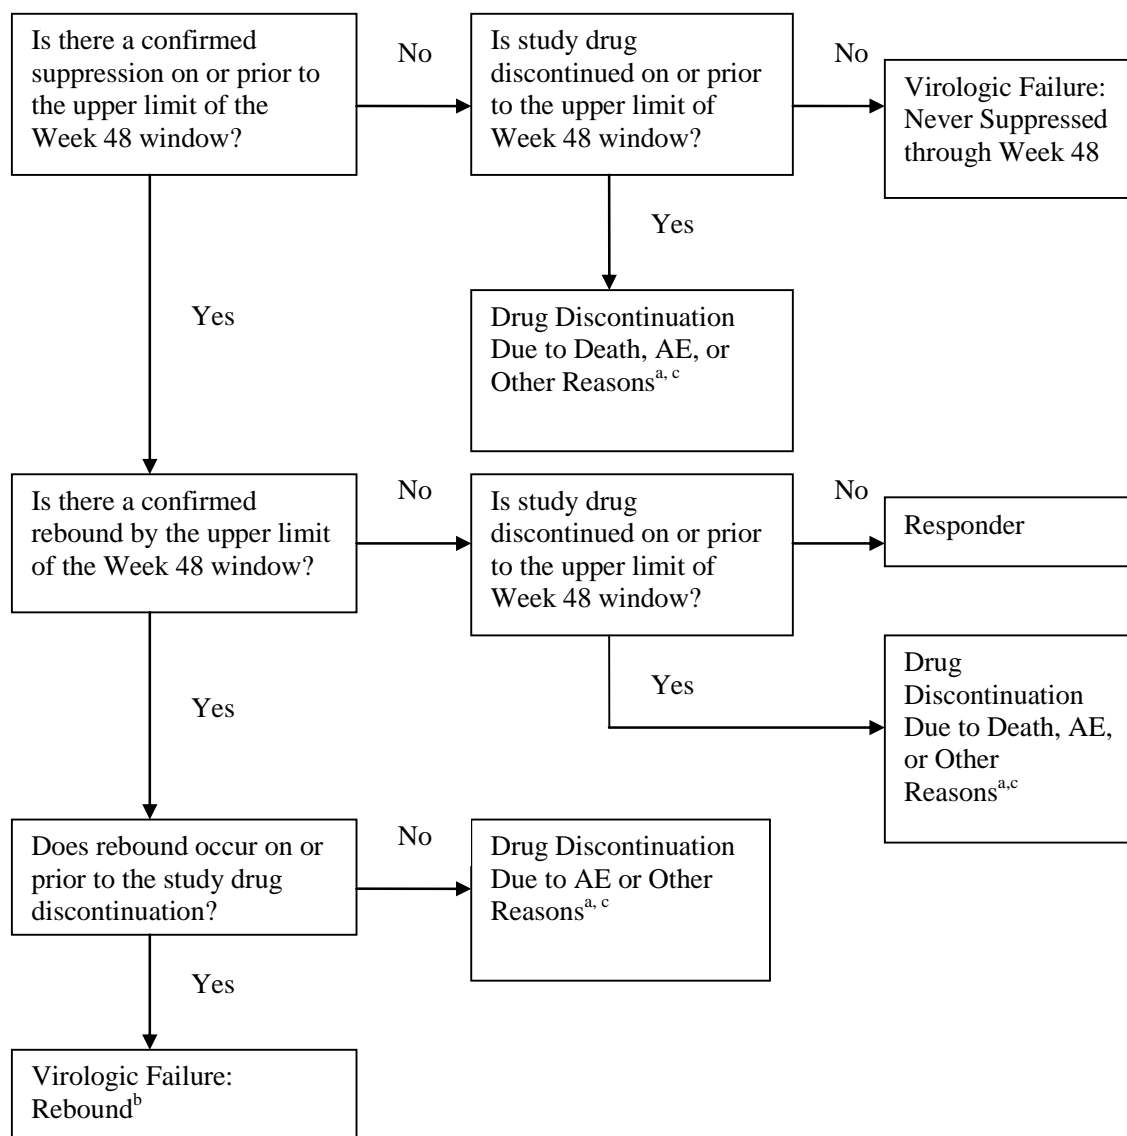 Is there a confirmed
suppression on or prior to
the upper limit of the
Week 48 window?
No
Is study drug
discontinued on or prior
to the upper limit of
Week 48 window?
No
Virologic Failure:
Never Suppressed
through Week 48
Yes
Yes
Drug Discontinuation
Due to Death, AE, or
Other Reasons^a, c
Is there a confirmed
rebound by the upper limit
of the Week 48 window?
No
Is study drug
discontinued on or prior
to the upper limit of
Week 48 window?
No
Responder
Yes
Yes
Drug
Discontinuation
Due to Death, AE,
or Other
Reasons^a,c
Does rebound occur on or
prior to the study drug
discontinuation?
No
Drug Discontinuation
Due to AE or Other
Reasons^a, c
Yes
Virologic Failure:
Rebound^b